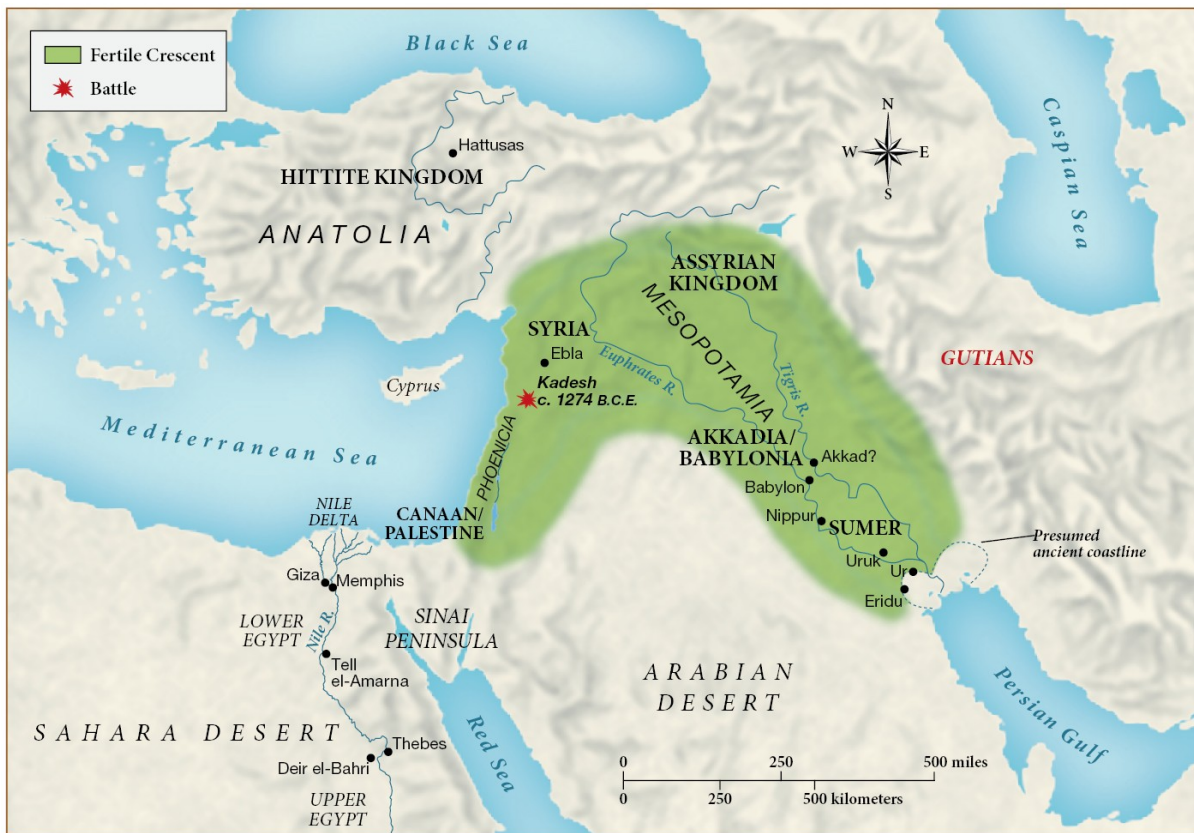 Fertile Crescent
Battle
Black Sea
Caspian Sea
N
W E
S
Hattusas
HITTITE KINGDOM
ANATOLIA
ASSYRIAN
KINGDOM
MESOPOTAMIA
SYRIA
Ebla
Euphrates R.
Tigris R.
GUTIANS
Cyprus
Kadesh
c. 1274 B.C.E.
Mediterranean Sea
PHOENICIA
AKKADIA/
BABYLONIA
Akkad?
Babylon
Nippur
SUMER
Uruk
Ur
Eridu
Presumed
ancient coastline
CANAAN/
PALESTINE
NILE
DELTA
Giza
Memphis
LOWER
EGYPT
Nile R.
SINAI
PENINSULA
Tell
el-Amarna
ARABIAN
DESERT
Persian Gulf
SAHARA DESERT
Red Sea
Thebes
Deir el-Bahri
UPPER
EGYPT
0 250 500 miles
0 250 500 kilometers